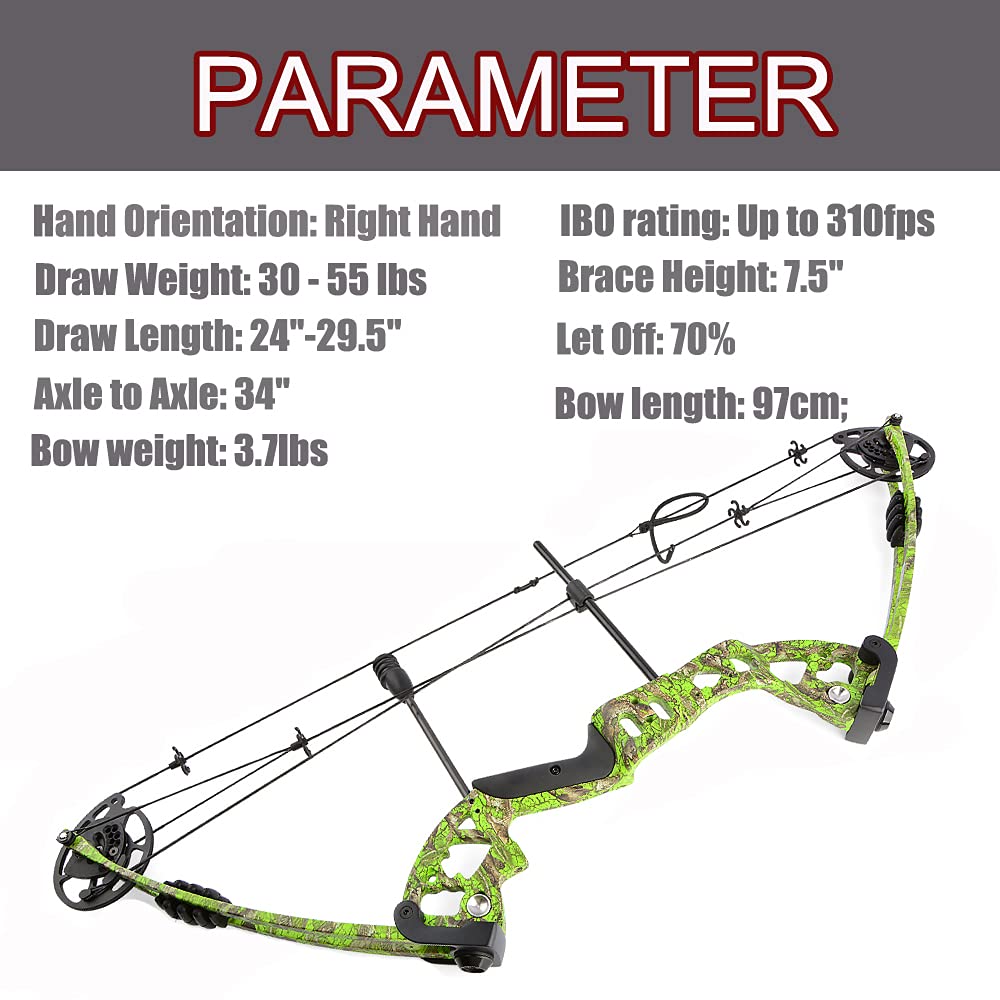 PARAMETER
Hand Orientation: Right Hand
Draw Weight: 30 - 55 lbs
Draw Length: 24"-29.5"
Axle to Axle: 34"
Bow weight: 3.7lbs
IBO rating: Up to 310fps
Brace Height: 7.5"
Let Off: 70%
Bow length: 97cm;